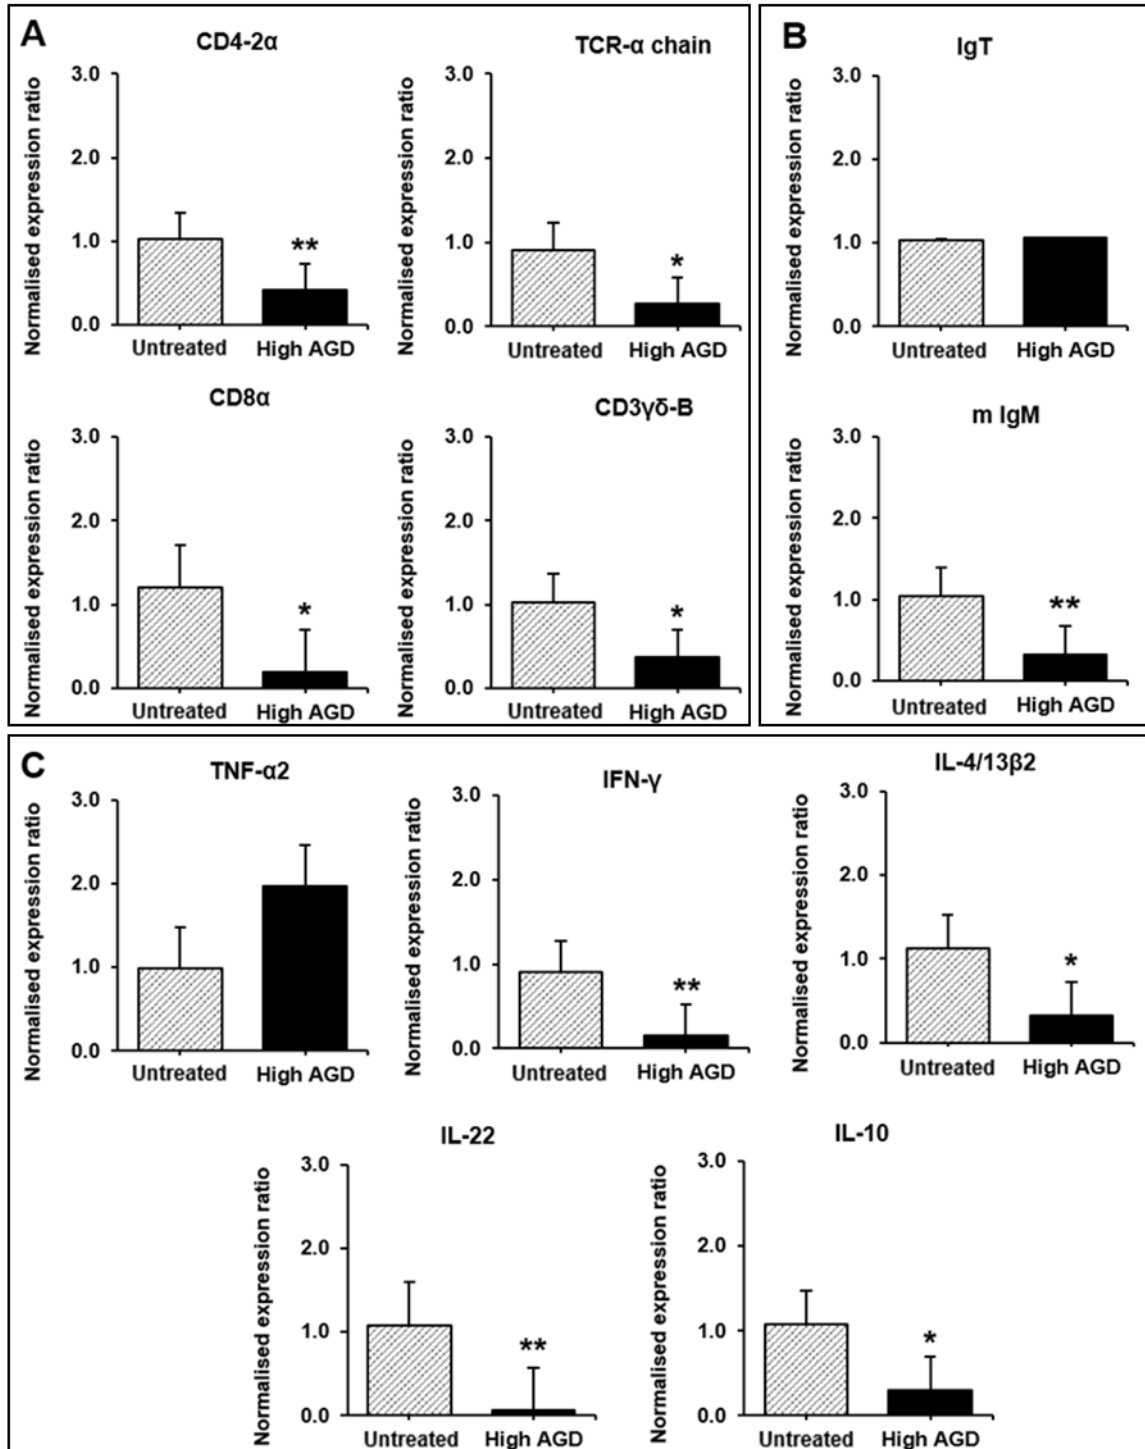 A
CD4-2α
Normalised expression ratio
3.0
2.0
1.0
0.0
**
Untreated
High AGD
TCR-α chain
Normalised expression ratio
3.0
2.0
1.0
0.0
*
Untreated
High AGD
CD8α
Normalised expression ratio
3.0
2.0
1.0
0.0
*
Untreated
High AGD
CD3γδ-B
Normalised expression ratio
3.0
2.0
1.0
0.0
*
Untreated
High AGD
B
IgT
Normalised expression ratio
3.0
2.0
1.0
0.0
Untreated
High AGD
m IgM
Normalised expression ratio
3.0
2.0
1.0
0.0
**
Untreated
High AGD
C
TNF-α2
Normalised expression ratio
3.0
2.0
1.0
0.0
Untreated
High AGD
IFN-γ
Normalised expression ratio
3.0
2.0
1.0
0.0
**
Untreated
High AGD
IL-4/13β2
Normalised expression ratio
3.0
2.0
1.0
0.0
*
Untreated
High AGD
IL-22
Normalised expression ratio
3.0
2.0
1.0
0.0
**
Untreated
High AGD
IL-10
Normalised expression ratio
3.0
2.0
1.0
0.0
*
Untreated
High AGD